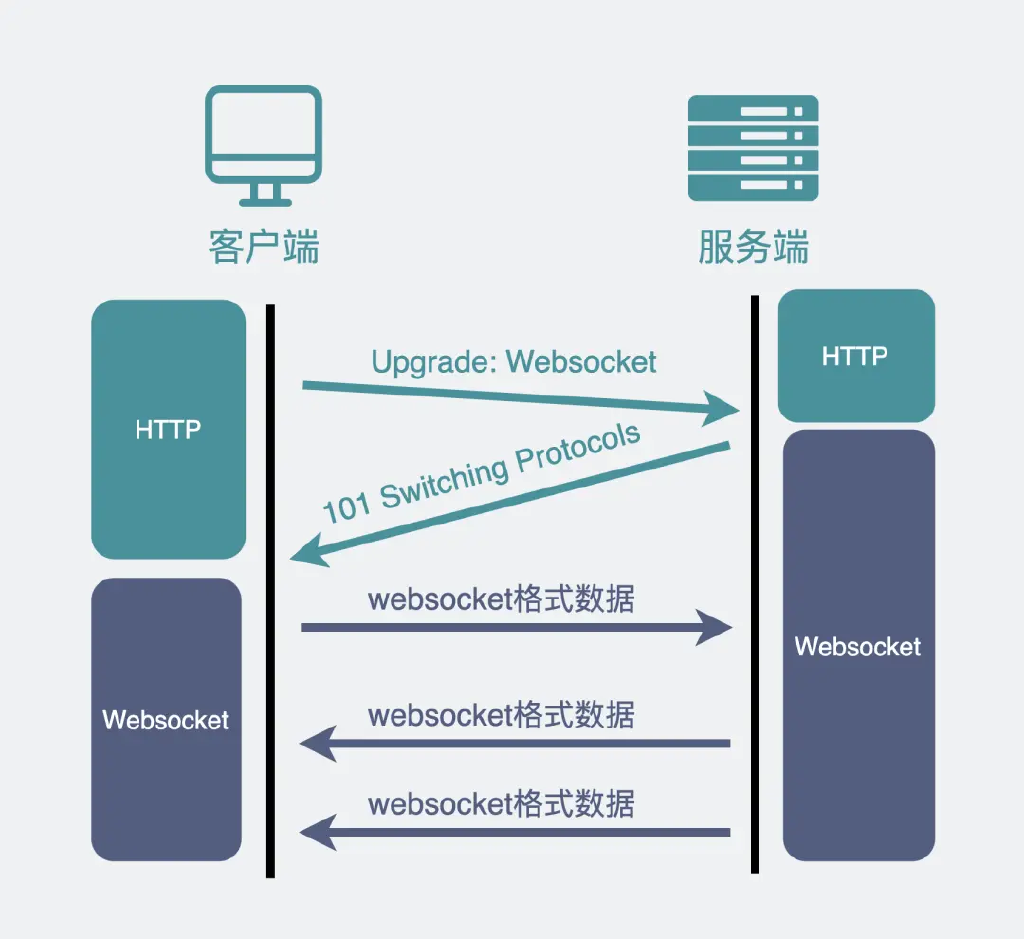 客户端
服务端
HTTP
Upgrade: Websocket
HTTP
101 Switching Protocols
websocket格式数据
Websocket
Websocket
websocket格式数据
websocket格式数据